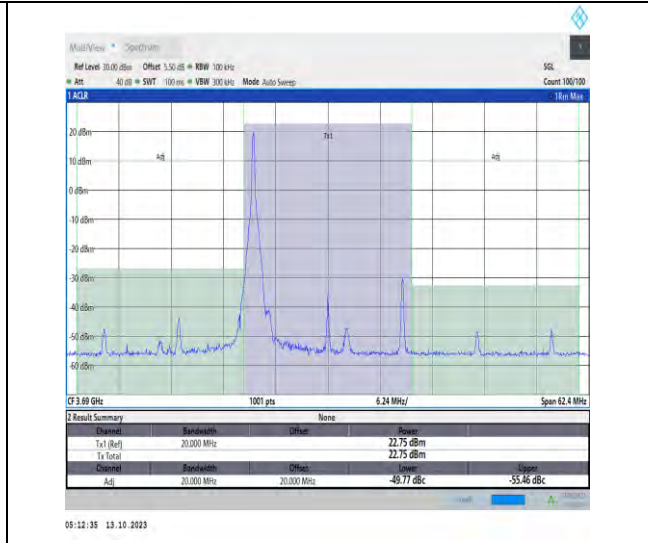 MultiView Spectrum
Ref Level 30.00 dBm Offset 5.50 dB RBW 100 kHz SGL
Att 40 dB SWT 100 ms VBW 300 kHz Mode Auto Sweep Count 100/100
1 ACLR 1Rm Max
20 dBm
Tx1
Adj Adj
10 dBm
0 dBm
-10 dBm
-20 dBm
-30 dBm
-40 dBm
-50 dBm
-60 dBm
CF 3.69 GHz 1001 pts 6.24 MHz/ Span 62.4 MHz
2 Result Summary None
Channel Bandwidth Offset Power
Tx1 (Ref) 20.000 MHz 22.75 dBm
Tx Total 22.75 dBm
Channel Bandwidth Offset Lower Upper
Adj 20.000 MHz 20.000 MHz -49.77 dBc -55.46 dBc
05:12:35 13.10.2023